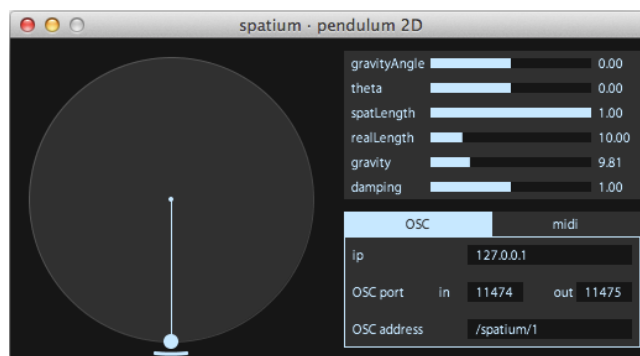 spatium · pendulum 2D
gravityAngle 0.00
theta 0.00
spatLength 1.00
realLength 10.00
gravity 9.81
damping 1.00
OSC midi
ip 127.0.0.1
OSC port in 11474 out 11475
OSC address /spatium/1